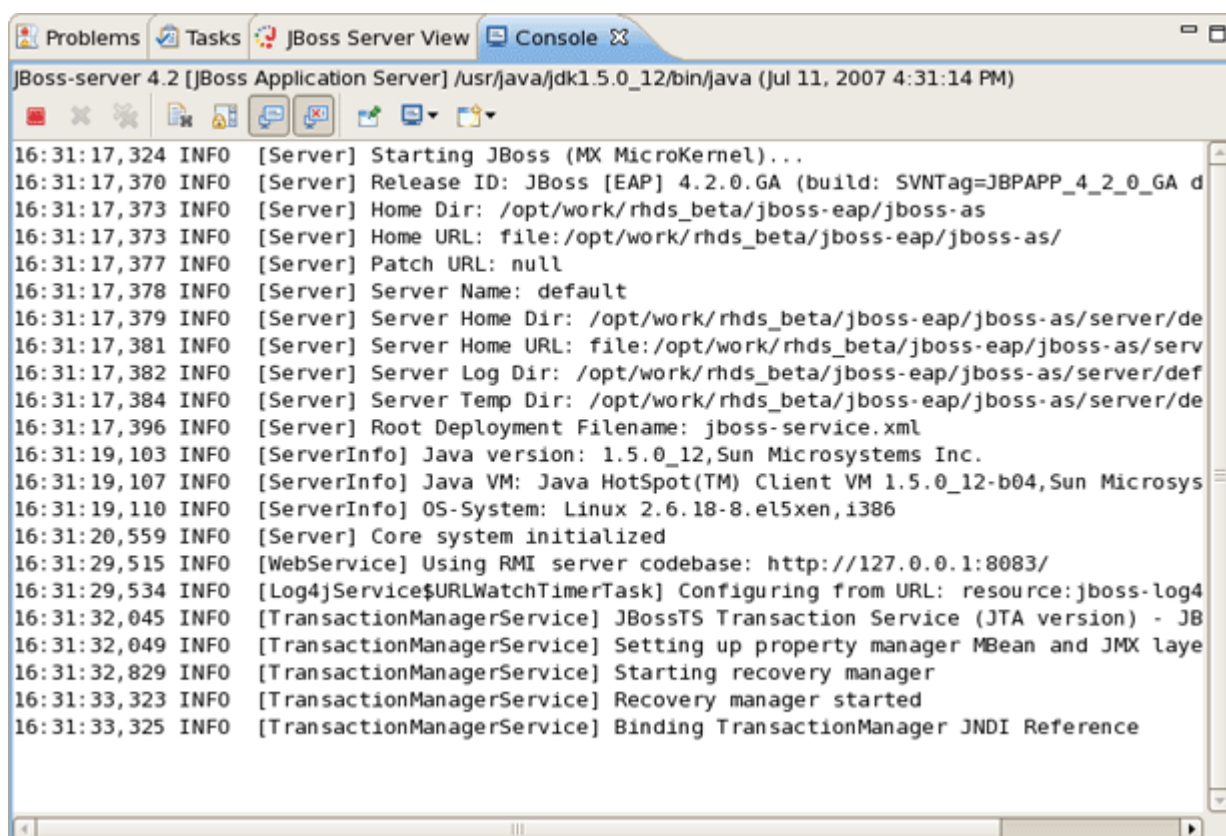 Problems Tasks JBoss Server View Console
JBoss-server 4.2 [JBoss Application Server] /usr/java/jdk1.5.0_12/bin/java (Jul 11, 2007 4:31:14 PM)
16:31:17,324 INFO  [Server] Starting JBoss (MX MicroKernel)...
16:31:17,370 INFO  [Server] Release ID: JBoss [EAP] 4.2.0.GA (build: SVNTag=JBPAPP_4_2_0_GA d
16:31:17,373 INFO  [Server] Home Dir: /opt/work/rhds_beta/jboss-eap/jboss-as
16:31:17,373 INFO  [Server] Home URL: file:/opt/work/rhds_beta/jboss-eap/jboss-as/
16:31:17,377 INFO  [Server] Patch URL: null
16:31:17,378 INFO  [Server] Server Name: default
16:31:17,379 INFO  [Server] Server Home Dir: /opt/work/rhds_beta/jboss-eap/jboss-as/server/de
16:31:17,381 INFO  [Server] Server Home URL: file:/opt/work/rhds_beta/jboss-eap/jboss-as/serv
16:31:17,382 INFO  [Server] Server Log Dir: /opt/work/rhds_beta/jboss-eap/jboss-as/server/def
16:31:17,384 INFO  [Server] Server Temp Dir: /opt/work/rhds_beta/jboss-eap/jboss-as/server/de
16:31:17,396 INFO  [Server] Root Deployment Filename: jboss-service.xml
16:31:19,103 INFO  [ServerInfo] Java version: 1.5.0_12,Sun Microsystems Inc.
16:31:19,107 INFO  [ServerInfo] Java VM: Java HotSpot(TM) Client VM 1.5.0_12-b04,Sun Microsys
16:31:19,110 INFO  [ServerInfo] OS-System: Linux 2.6.18-8.el5xen,i386
16:31:20,559 INFO  [Server] Core system initialized
16:31:29,515 INFO  [WebService] Using RMI server codebase: http://127.0.0.1:8083/
16:31:29,534 INFO  [Log4jService$URLWatchTimerTask] Configuring from URL: resource:jboss-log4
16:31:32,045 INFO  [TransactionManagerService] JBossTS Transaction Service (JTA version) - JB
16:31:32,049 INFO  [TransactionManagerService] Setting up property manager MBean and JMX laye
16:31:32,829 INFO  [TransactionManagerService] Starting recovery manager
16:31:33,323 INFO  [TransactionManagerService] Recovery manager started
16:31:33,325 INFO  [TransactionManagerService] Binding TransactionManager JNDI Reference